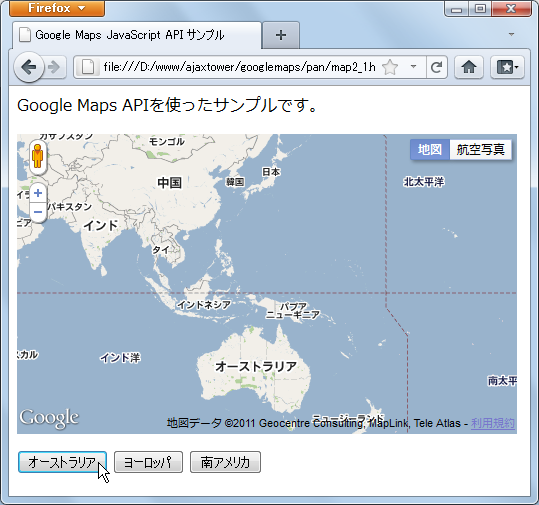 Firefox
Google Maps JavaScript API サンプル
file:///D:/www/ajaxtower/googlemaps/pan/map2_1.h
Google Maps APIを使ったサンプルです。
地図 航空写真
カザフスタン
モンゴル
日本
韓国
中国
北太平洋
パキスタン
インド
タイ
インドネシア
パプア
ニューギニア
インド洋
オーストラリア
南太平
ニュージーランド
Google
地図データ ©2011 Geocentre Consulting, MapLink, Tele Atlas - 利用規約
オーストラリア ヨーロッパ 南アメリカ